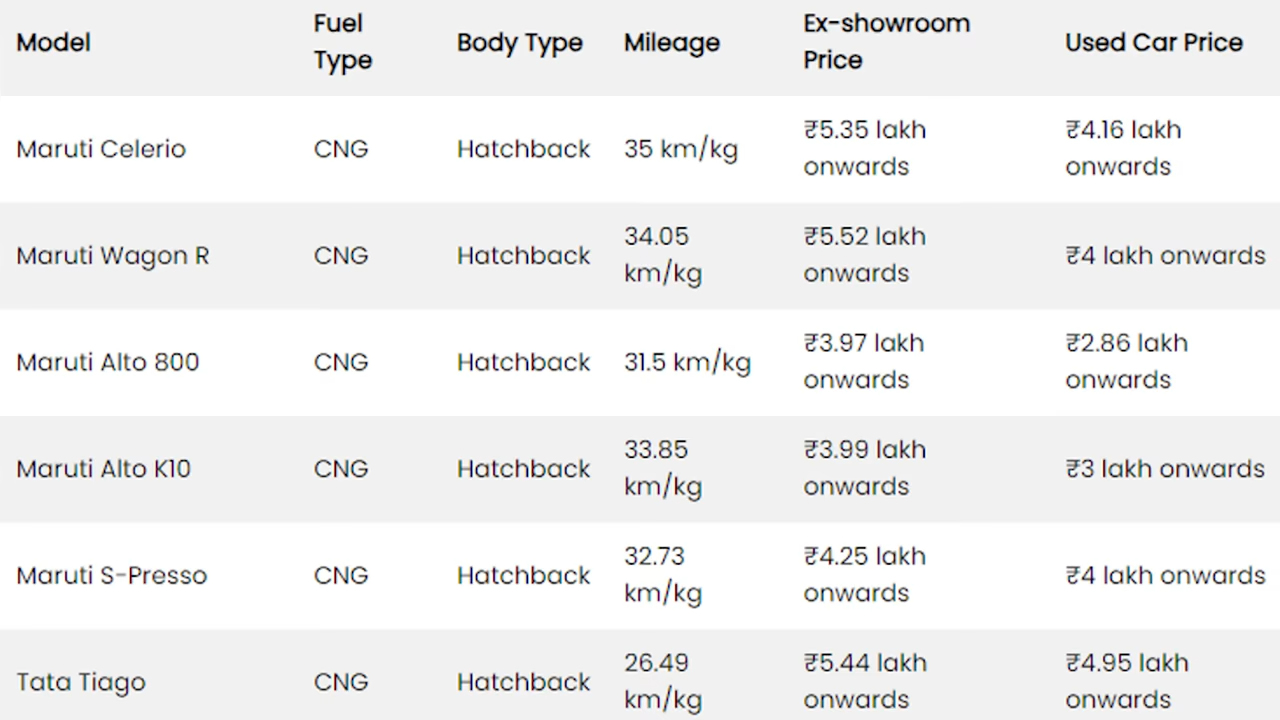 Model Fuel Type Body Type Mileage Ex-showroom Price Used Car Price
Maruti Celerio CNG Hatchback 35 km/kg ₹5.35 lakh onwards ₹4.16 lakh onwards
Maruti Wagon R CNG Hatchback 34.05 km/kg ₹5.52 lakh onwards ₹4 lakh onwards
Maruti Alto 800 CNG Hatchback 31.5 km/kg ₹3.97 lakh onwards ₹2.86 lakh onwards
Maruti Alto K10 CNG Hatchback 33.85 km/kg ₹3.99 lakh onwards ₹3 lakh onwards
Maruti S-Presso CNG Hatchback 32.73 km/kg ₹4.25 lakh onwards ₹4 lakh onwards
Tata Tiago CNG Hatchback 26.49 km/kg ₹5.44 lakh onwards ₹4.95 lakh onwards